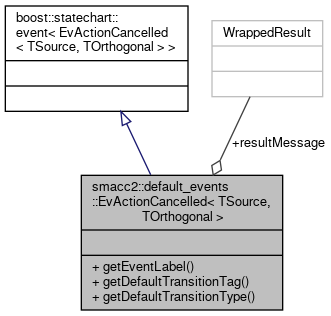 boost::statechart::
event< EvActionCancelled
< TSource, TOrthogonal > >
WrappedResult
+resultMessage
smacc2::default_events
::EvActionCancelled< TSource,
TOrthogonal >
+ getEventLabel()
+ getDefaultTransitionTag()
+ getDefaultTransitionType()